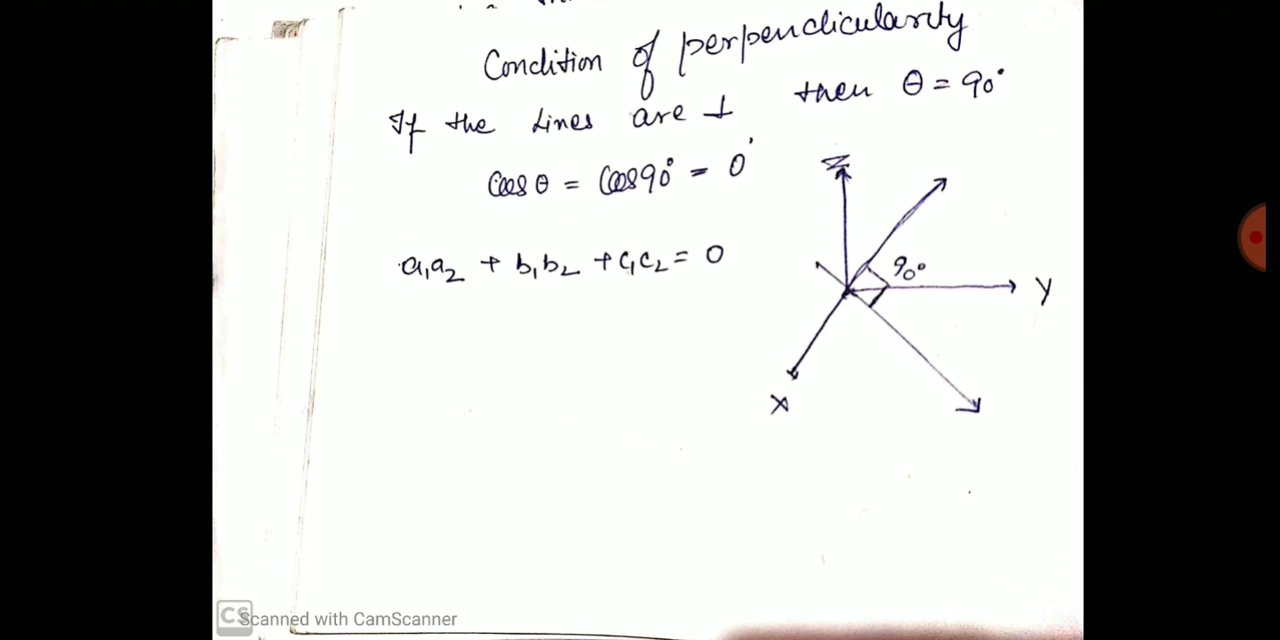 Condition of perpendicularity
If the Lines are ⊥ then θ = 90°
Cos θ = Cos 90° = 0
Z
90°
a₁a₂ + b₁b₂ + c₁c₂ = 0
Y
X
CS Scanned with CamScanner